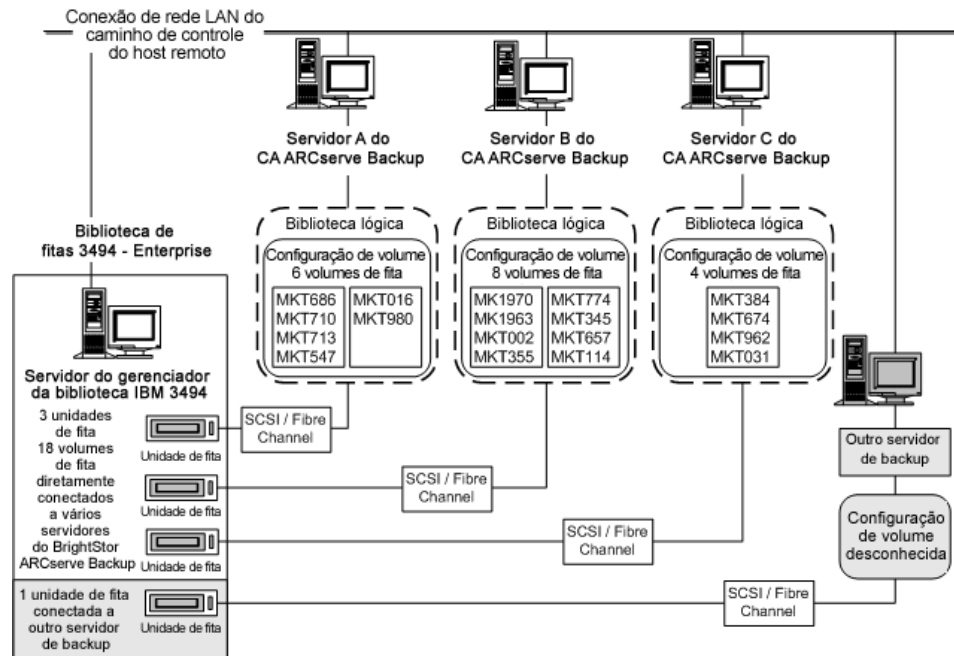 Conexão de rede LAN do
caminho de controle
do host remoto
Servidor A do
CA ARCserve Backup
Servidor B do
CA ARCserve Backup
Servidor C do
CA ARCserve Backup
Biblioteca de
fitas 3494 - Enterprise
Biblioteca lógica
Configuração de volume
6 volumes de fita
MKT686
MKT710
MKT713
MKT547
MKT016
MKT980
Biblioteca lógica
Configuração de volume
8 volumes de fita
MK1970
MK1963
MKT002
MKT355
MKT774
MKT345
MKT657
MKT114
Biblioteca lógica
Configuração de volume
4 volumes de fita
MKT384
MKT674
MKT962
MKT031
Servidor do gerenciador
da biblioteca IBM 3494
3 unidades
de fita
18 volumes
de fita
diretamente
conectados
a vários
servidores
do BrightStor
ARCserve Backup
Unidade de fita
Unidade de fita
Unidade de fita
SCSI / Fibre
Channel
SCSI / Fibre
Channel
SCSI / Fibre
Channel
Outro servidor
de backup
Configuração
de volume
desconhecida
1 unidade de fita
conectada a
outro servidor
de backup
Unidade de fita
SCSI / Fibre
Channel